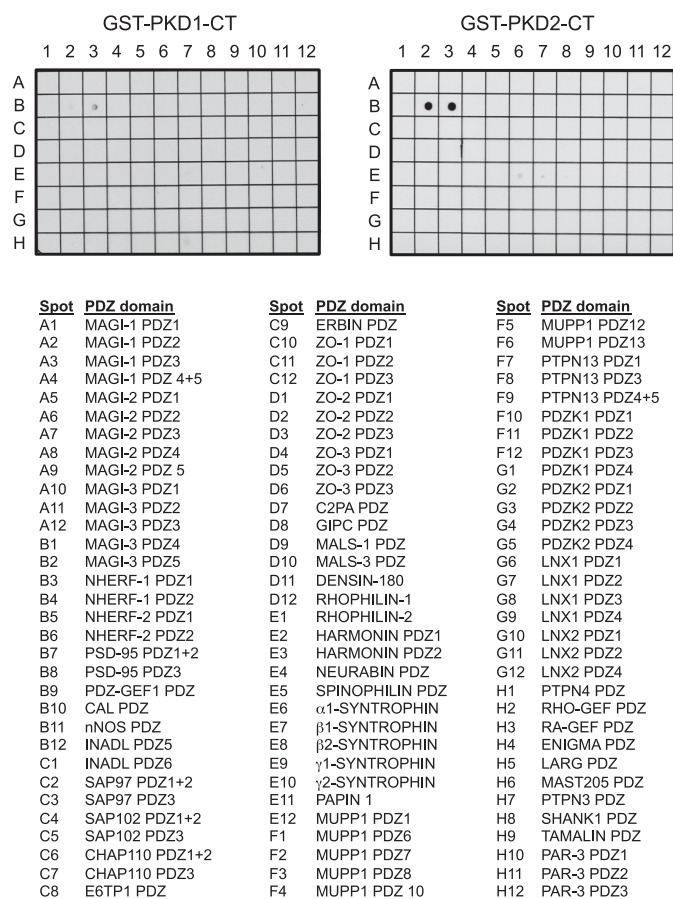 GST-PKD1-CT GST-PKD2-CT
1 2 3 4 5 6 7 8 9 10 11 12 1 2 3 4 5 6 7 8 9 10 11 12
A A
B B
C C
D D
E E
F F
G G
H H
Spot PDZ domain
A1 MAGI-1 PDZ1
A2 MAGI-1 PDZ2
A3 MAGI-1 PDZ3
A4 MAGI-1 PDZ 4+5
A5 MAGI-2 PDZ1
A6 MAGI-2 PDZ2
A7 MAGI-2 PDZ3
A8 MAGI-2 PDZ4
A9 MAGI-2 PDZ 5
A10 MAGI-3 PDZ1
A11 MAGI-3 PDZ2
A12 MAGI-3 PDZ3
B1 MAGI-3 PDZ4
B2 MAGI-3 PDZ5
B3 NHERF-1 PDZ1
B4 NHERF-1 PDZ2
B5 NHERF-2 PDZ1
B6 NHERF-2 PDZ2
B7 PSD-95 PDZ1+2
B8 PSD-95 PDZ3
B9 PDZ-GEF1 PDZ
B10 CAL PDZ
B11 nNOS PDZ
B12 INADL PDZ5
C1 INADL PDZ6
C2 SAP97 PDZ1+2
C3 SAP97 PDZ3
C4 SAP102 PDZ1+2
C5 SAP102 PDZ3
C6 CHAP110 PDZ1+2
C7 CHAP110 PDZ3
C8 E6TP1 PDZ
Spot PDZ domain
C9 ERBIN PDZ
C10 ZO-1 PDZ1
C11 ZO-1 PDZ2
C12 ZO-1 PDZ3
D1 ZO-2 PDZ1
D2 ZO-2 PDZ2
D3 ZO-2 PDZ3
D4 ZO-3 PDZ1
D5 ZO-3 PDZ2
D6 ZO-3 PDZ3
D7 C2PA PDZ
D8 GIPC PDZ
D9 MALS-1 PDZ
D10 MALS-3 PDZ
D11 DENSIN-180
D12 RHOPHILIN-1
E1 RHOPHILIN-2
E2 HARMONIN PDZ1
E3 HARMONIN PDZ2
E4 NEURABIN PDZ
E5 SPINOPHILIN PDZ
E6 α1-SYNTROPHIN
E7 β1-SYNTROPHIN
E8 β2-SYNTROPHIN
E9 γ1-SYNTROPHIN
E10 γ2-SYNTROPHIN
E11 PAPIN 1
E12 MUPP1 PDZ1
F1 MUPP1 PDZ6
F2 MUPP1 PDZ7
F3 MUPP1 PDZ8
F4 MUPP1 PDZ 10
Spot PDZ domain
F5 MUPP1 PDZ12
F6 MUPP1 PDZ13
F7 PTPN13 PDZ1
F8 PTPN13 PDZ3
F9 PTPN13 PDZ4+5
F10 PDZK1 PDZ1
F11 PDZK1 PDZ2
F12 PDZK1 PDZ3
G1 PDZK1 PDZ4
G2 PDZK2 PDZ1
G3 PDZK2 PDZ2
G4 PDZK2 PDZ3
G5 PDZK2 PDZ4
G6 LNX1 PDZ1
G7 LNX1 PDZ2
G8 LNX1 PDZ3
G9 LNX1 PDZ4
G10 LNX2 PDZ1
G11 LNX2 PDZ2
G12 LNX2 PDZ4
H1 PTPN4 PDZ
H2 RHO-GEF PDZ
H3 RA-GEF PDZ
H4 ENIGMA PDZ
H5 LARG PDZ
H6 MAST205 PDZ
H7 PTPN3 PDZ
H8 SHANK1 PDZ
H9 TAMALIN PDZ
H10 PAR-3 PDZ1
H11 PAR-3 PDZ2
H12 PAR-3 PDZ3